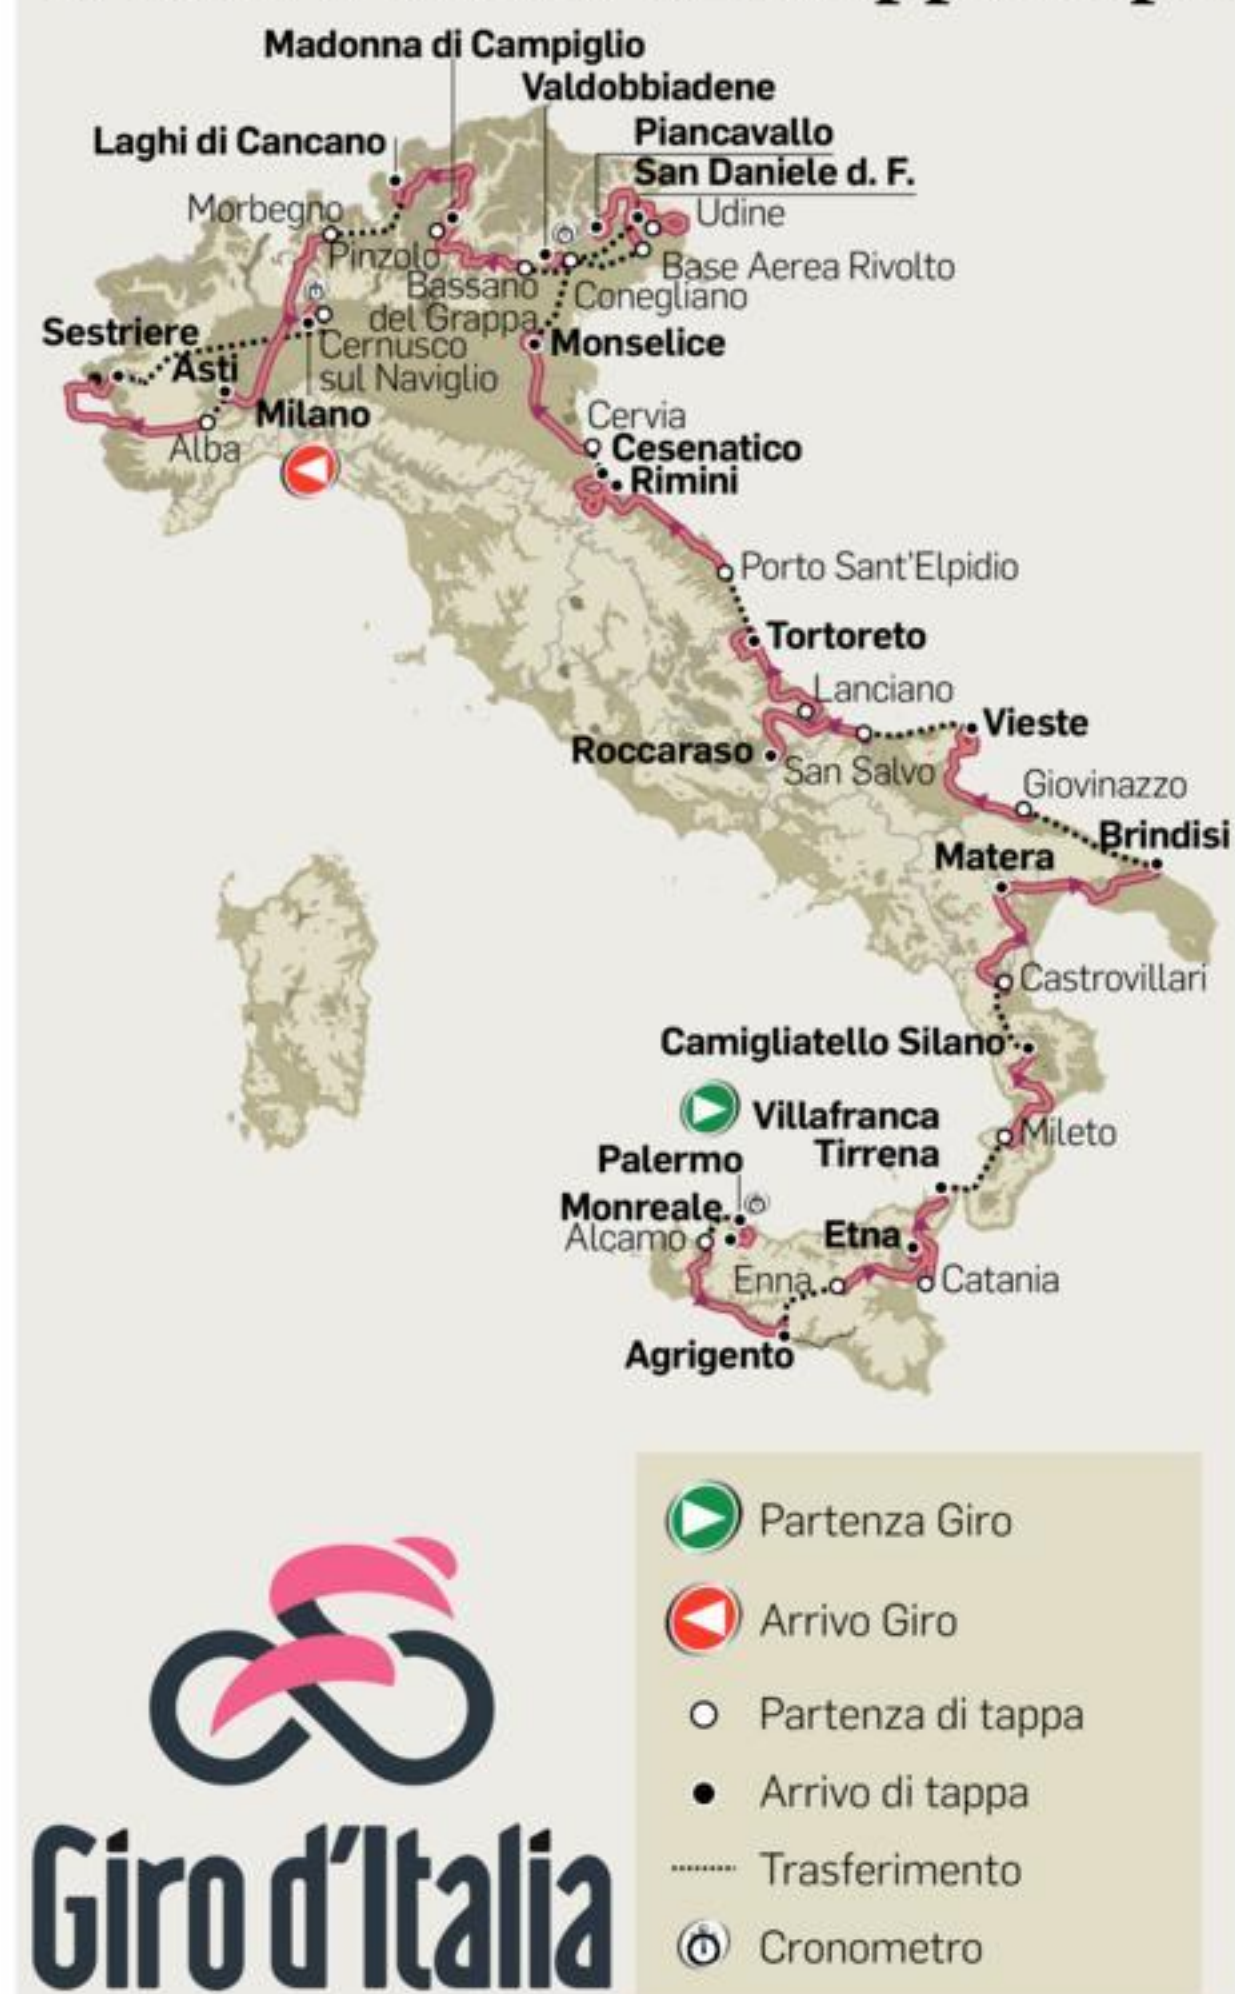 Madonna di Campiglio
Valdobbiadene
Piancavallo
Laghi di Cancano
San Daniele d. F.
Morbegno
Udine
Pinzolo
Base Aerea Rivolto
Bassano
del Grappa
Conegliano
Sestriere
Cernusco
sul Naviglio
Monselice
Asti
Milano
Alba
Cervia
Cesenatico
Rimini
Porto Sant'Elpidio
Tortoreto
Lanciano
Vieste
Roccaraso
San Salvo
Giovinazzo
Brindisi
Matera
Castrovillari
Camigliatello Silano
Villafranca
Tirrena
Mileto
Palermo
Monreale
Alcamo
Etna
Enna
Catania
Agrigento
Partenza Giro
Arrivo Giro
Partenza di tappa
Arrivo di tappa
Trasferimento
Cronometro
Giro d'Italia